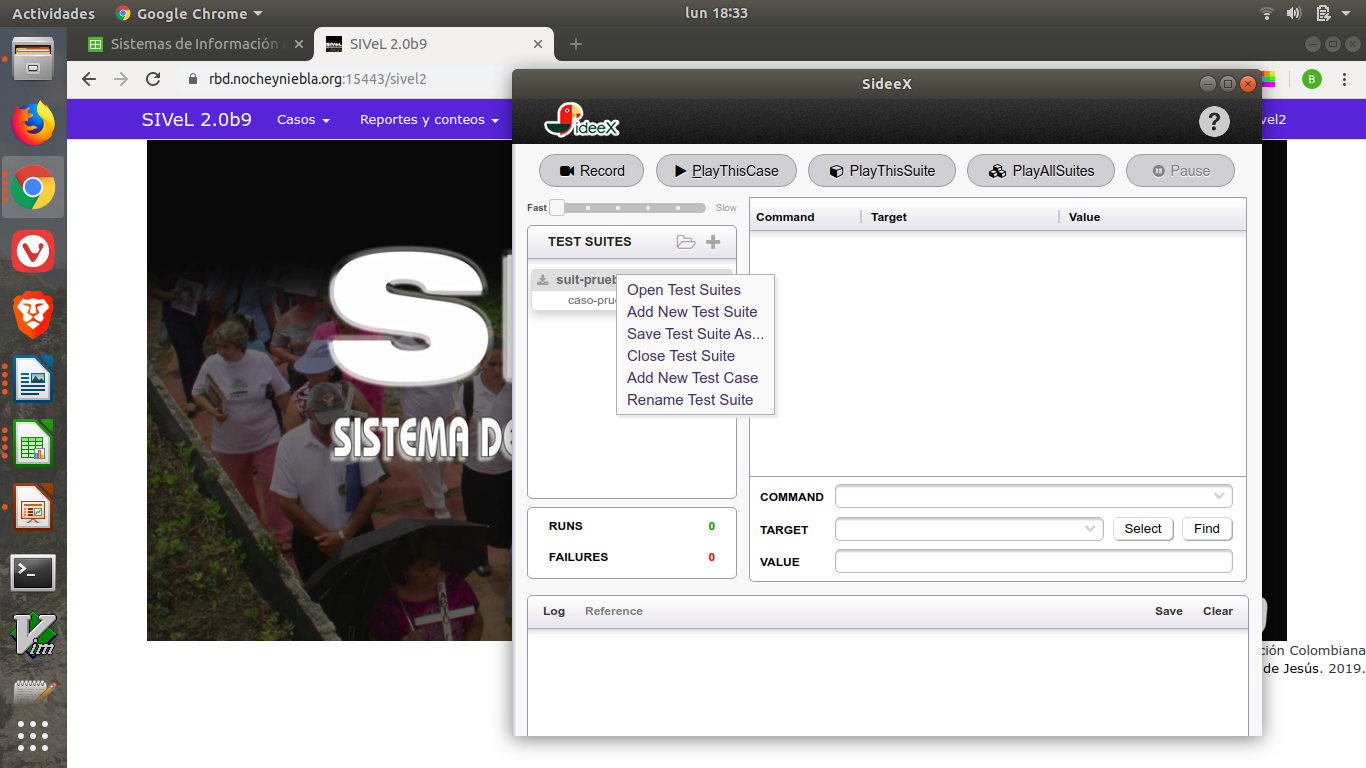 Actividades Google Chrome lun 18:33
Sistemas de Información SIVeL 2.0b9
rbd.nocheyniebla.org:15443/sivel2 B
SIVeL 2.0b9 Casos Reportes y conteos
SISTEMA DE
SideeX
ideeX ?
Record PlayThisCase PlayThisSuite PlayAllSuites Pause
Fast Slow
TEST SUITES
suit-prueb
caso-prue
Open Test Suites
Add New Test Suite
Save Test Suite As...
Close Test Suite
Add New Test Case
Rename Test Suite
Command Target Value
COMMAND
TARGET Select Find
VALUE
RUNS 0
FAILURES 0
Log Reference Save Clear
vel2
ción Colombiana
de Jesús. 2019.
Vim